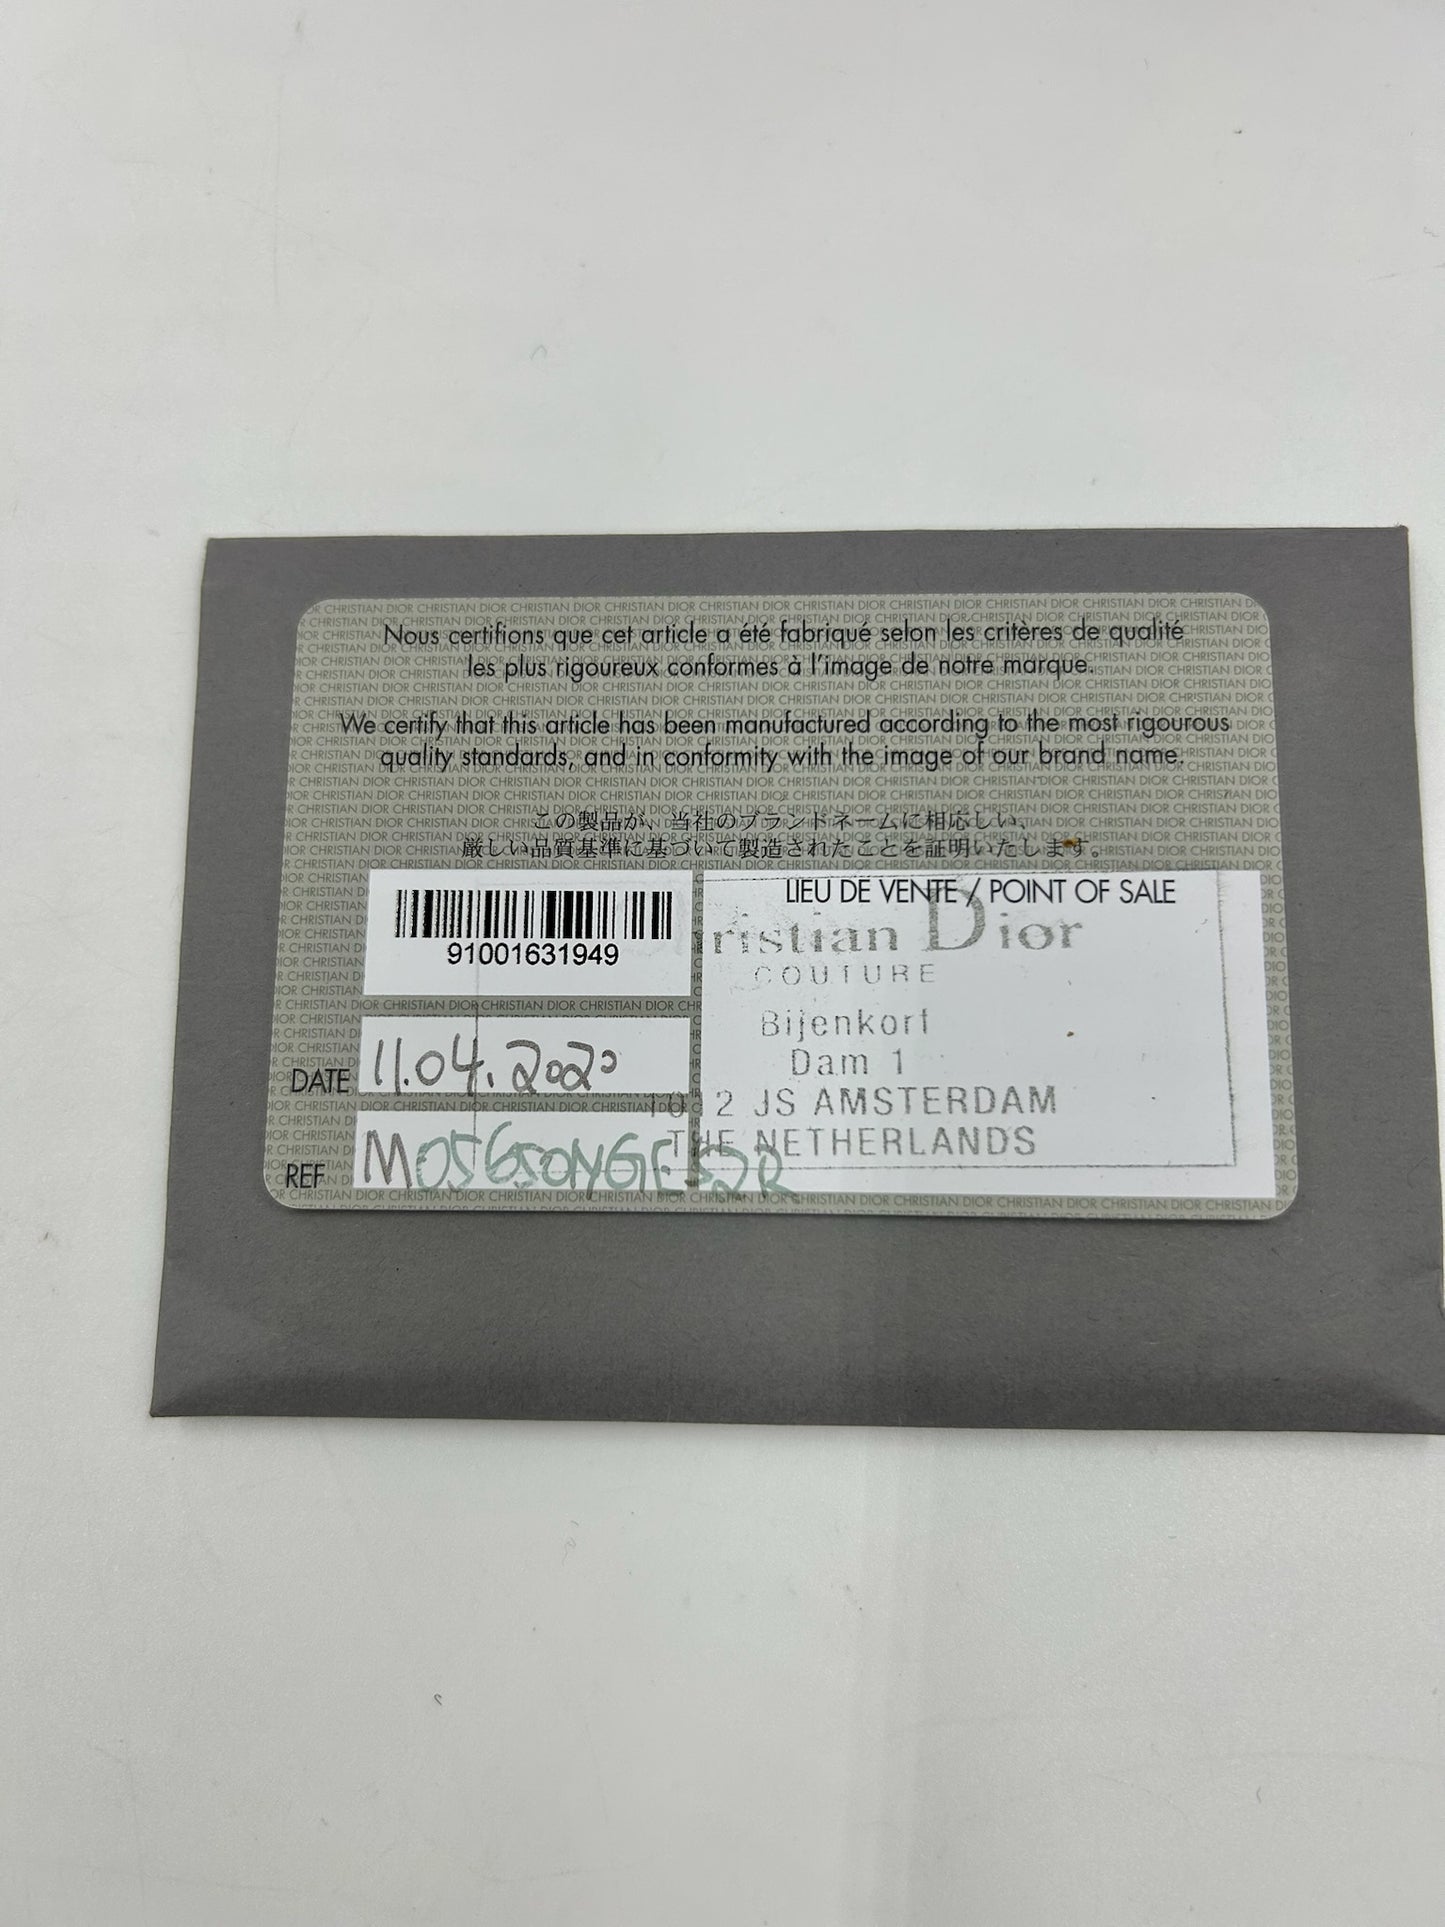 Nous certifions que cet article a été fabriqué selon les critères de qualité
les plus rigoureux conformes à l'image de notre marque.
We certify that this article has been manufactured according to the most rigourous
quality standards, and in conformity with the image of our brand name.
この製品が、当社のブランドネームに相応しい、
厳しい品質基準に基づいて製造されたことを証明いたします。
91001631949
DATE 11.04.2020
REF
LIEU DE VENTE / POINT OF SALE
Christian Dior
COUTURE
Bijenkorf
Dam 1
1012 JS AMSTERDAM
THE NETHERLANDS